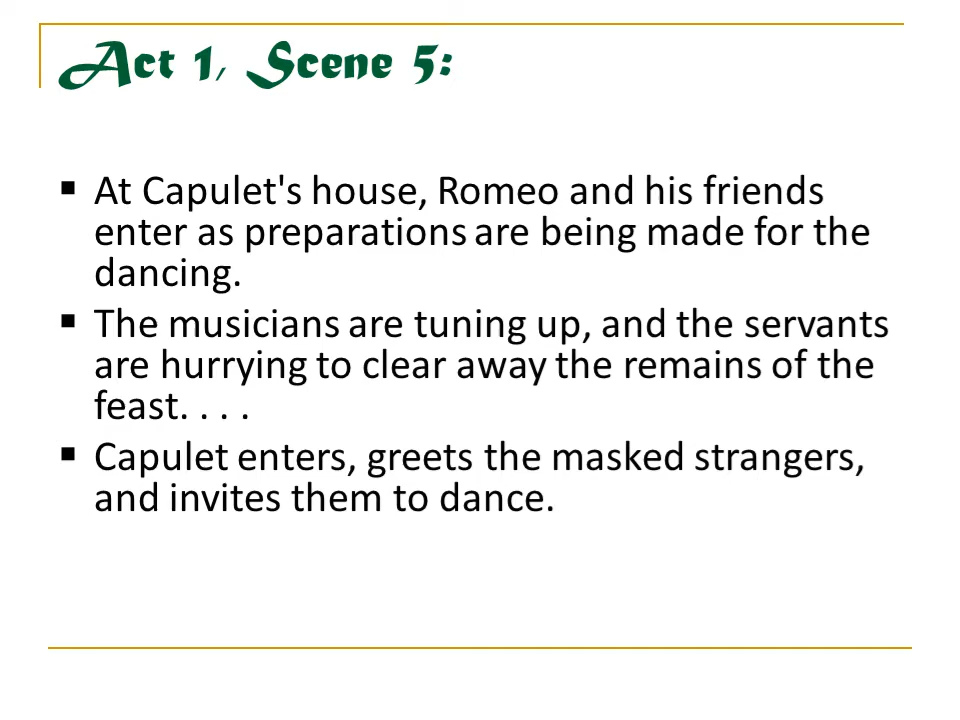 Act 1, Scene 5:
▪ At Capulet's house, Romeo and his friends
enter as preparations are being made for the
dancing.
▪ The musicians are tuning up, and the servants
are hurrying to clear away the remains of the
feast. . . .
▪ Capulet enters, greets the masked strangers,
and invites them to dance.